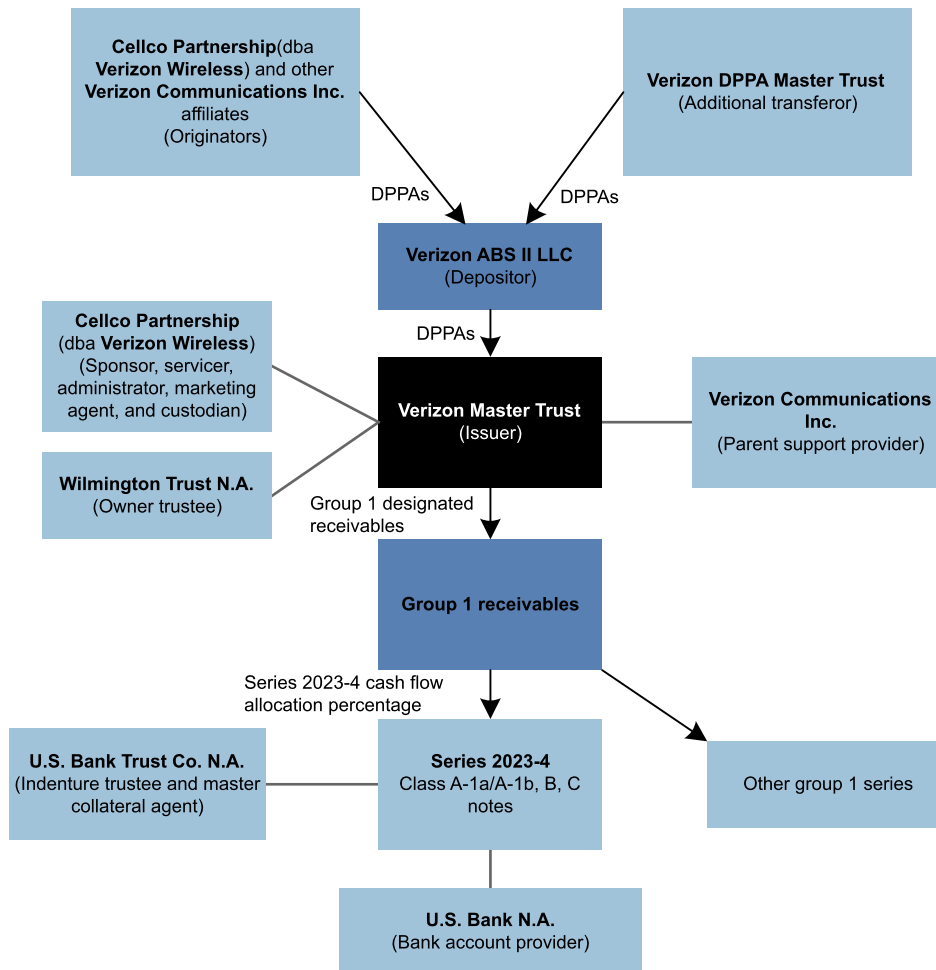 Cellco Partnership(dba
Verizon Wireless) and other
Verizon Communications Inc.
affiliates
(Originators)
Verizon DPPA Master Trust
(Additional transferor)
DPPAs
DPPAs
Verizon ABS II LLC
(Depositor)
DPPAs
Cellco Partnership
(dba Verizon Wireless)
(Sponsor, servicer,
administrator, marketing
agent, and custodian)
Verizon Master Trust
(Issuer)
Verizon Communications
Inc.
(Parent support provider)
Wilmington Trust N.A.
(Owner trustee)
Group 1 designated
receivables
Group 1 receivables
Series 2023-4 cash flow
allocation percentage
U.S. Bank Trust Co. N.A.
(Indenture trustee and master
collateral agent)
Series 2023-4
Class A-1a/A-1b, B, C
notes
Other group 1 series
U.S. Bank N.A.
(Bank account provider)